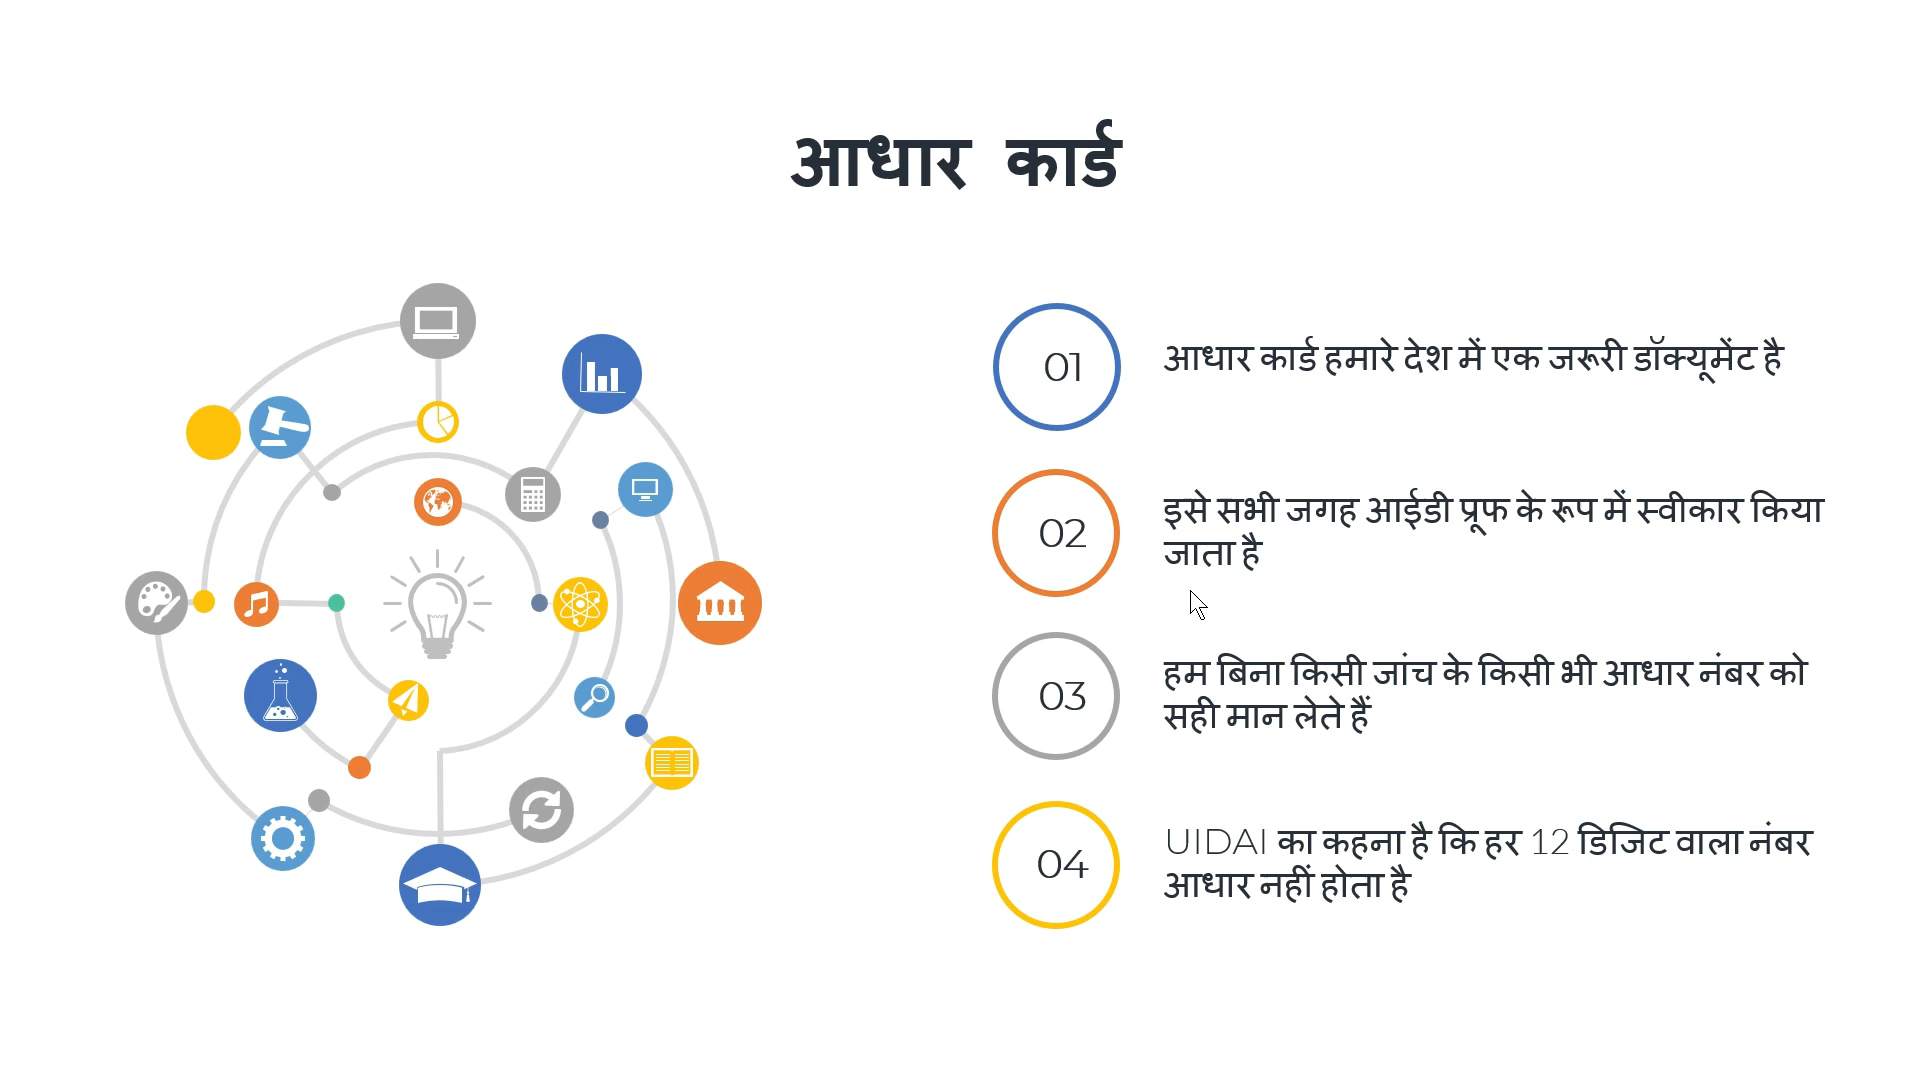 आधार कार्ड
01
आधार कार्ड हमारे देश में एक जरूरी डॉक्यूमेंट है
02
इसे सभी जगह आईडी प्रूफ के रूप में स्वीकार किया
जाता है
03
हम बिना किसी जांच के किसी भी आधार नंबर को
सही मान लेते हैं
04
UIDAI का कहना है कि हर 12 डिजिट वाला नंबर
आधार नहीं होता है